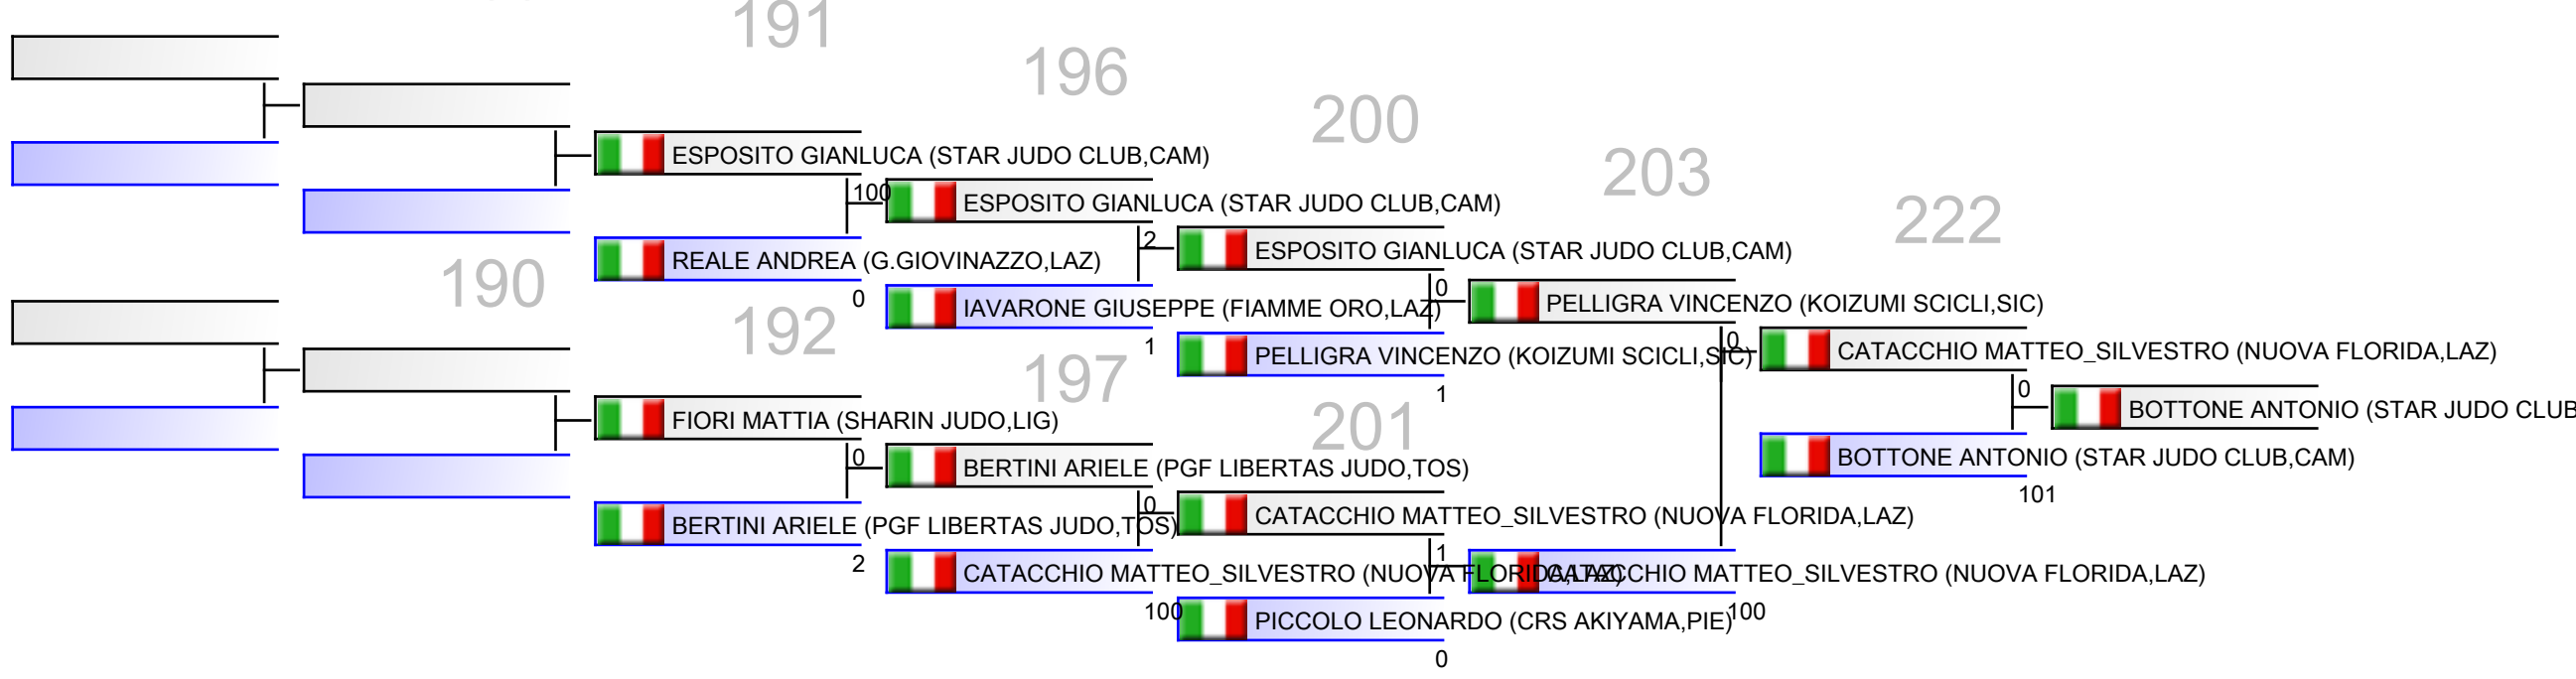 191
196
200
ESPOSITO GIANLUCA (STAR JUDO CLUB,CAM)
203
100
ESPOSITO GIANLUCA (STAR JUDO CLUB,CAM)
222
2
ESPOSITO GIANLUCA (STAR JUDO CLUB,CAM)
REALE ANDREA (G.GIOVINAZZO,LAZ)
190
0
0
IAVARONE GIUSEPPE (FIAMME ORO,LAZ)
PELLIGRA VINCENZO (KOIZUMI SCICLI,SIC)
192
1
0
PELLIGRA VINCENZO (KOIZUMI SCICLI,SIC)
CATACCHIO MATTEO_SILVESTRO (NUOVA FLORIDA,LAZ)
197
1
0
BOTTONE ANTONIO (STAR JUDO CLUB
FIORI MATTIA (SHARIN JUDO,LIG)
201
0
BERTINI ARIELE (PGF LIBERTAS JUDO,TOS)
BOTTONE ANTONIO (STAR JUDO CLUB,CAM)
101
0
CATACCHIO MATTEO_SILVESTRO (NUOVA FLORIDA,LAZ)
BERTINI ARIELE (PGF LIBERTAS JUDO,TOS)
2
1
CATACCHIO MATTEO_SILVESTRO (NUOVA FLORIDA,LAZ)
CATACCHIO MATTEO_SILVESTRO (NUOVA FLORIDA,LAZ)
100
100
PICCOLO LEONARDO (CRS AKIYAMA,PIE)
0